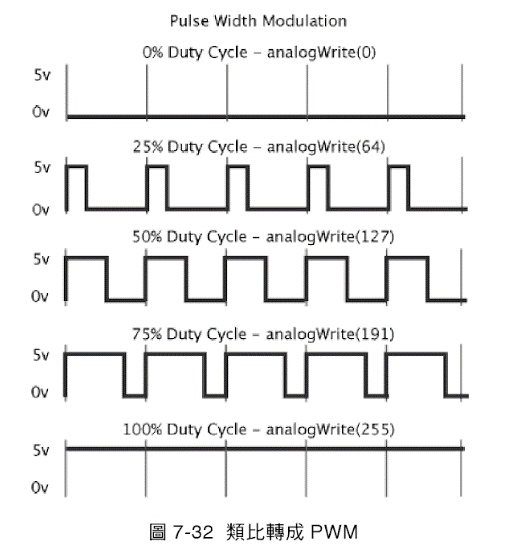 Pulse Width Modulation
0% Duty Cycle – analogWrite(0)
5v
0v
25% Duty Cycle – analogWrite(64)
5v
0v
50% Duty Cycle – analogWrite(127)
5v
0v
75% Duty Cycle – analogWrite(191)
5v
0v
100% Duty Cycle – analogWrite(255)
5v
0v
圖 7-32 類比轉成 PWM